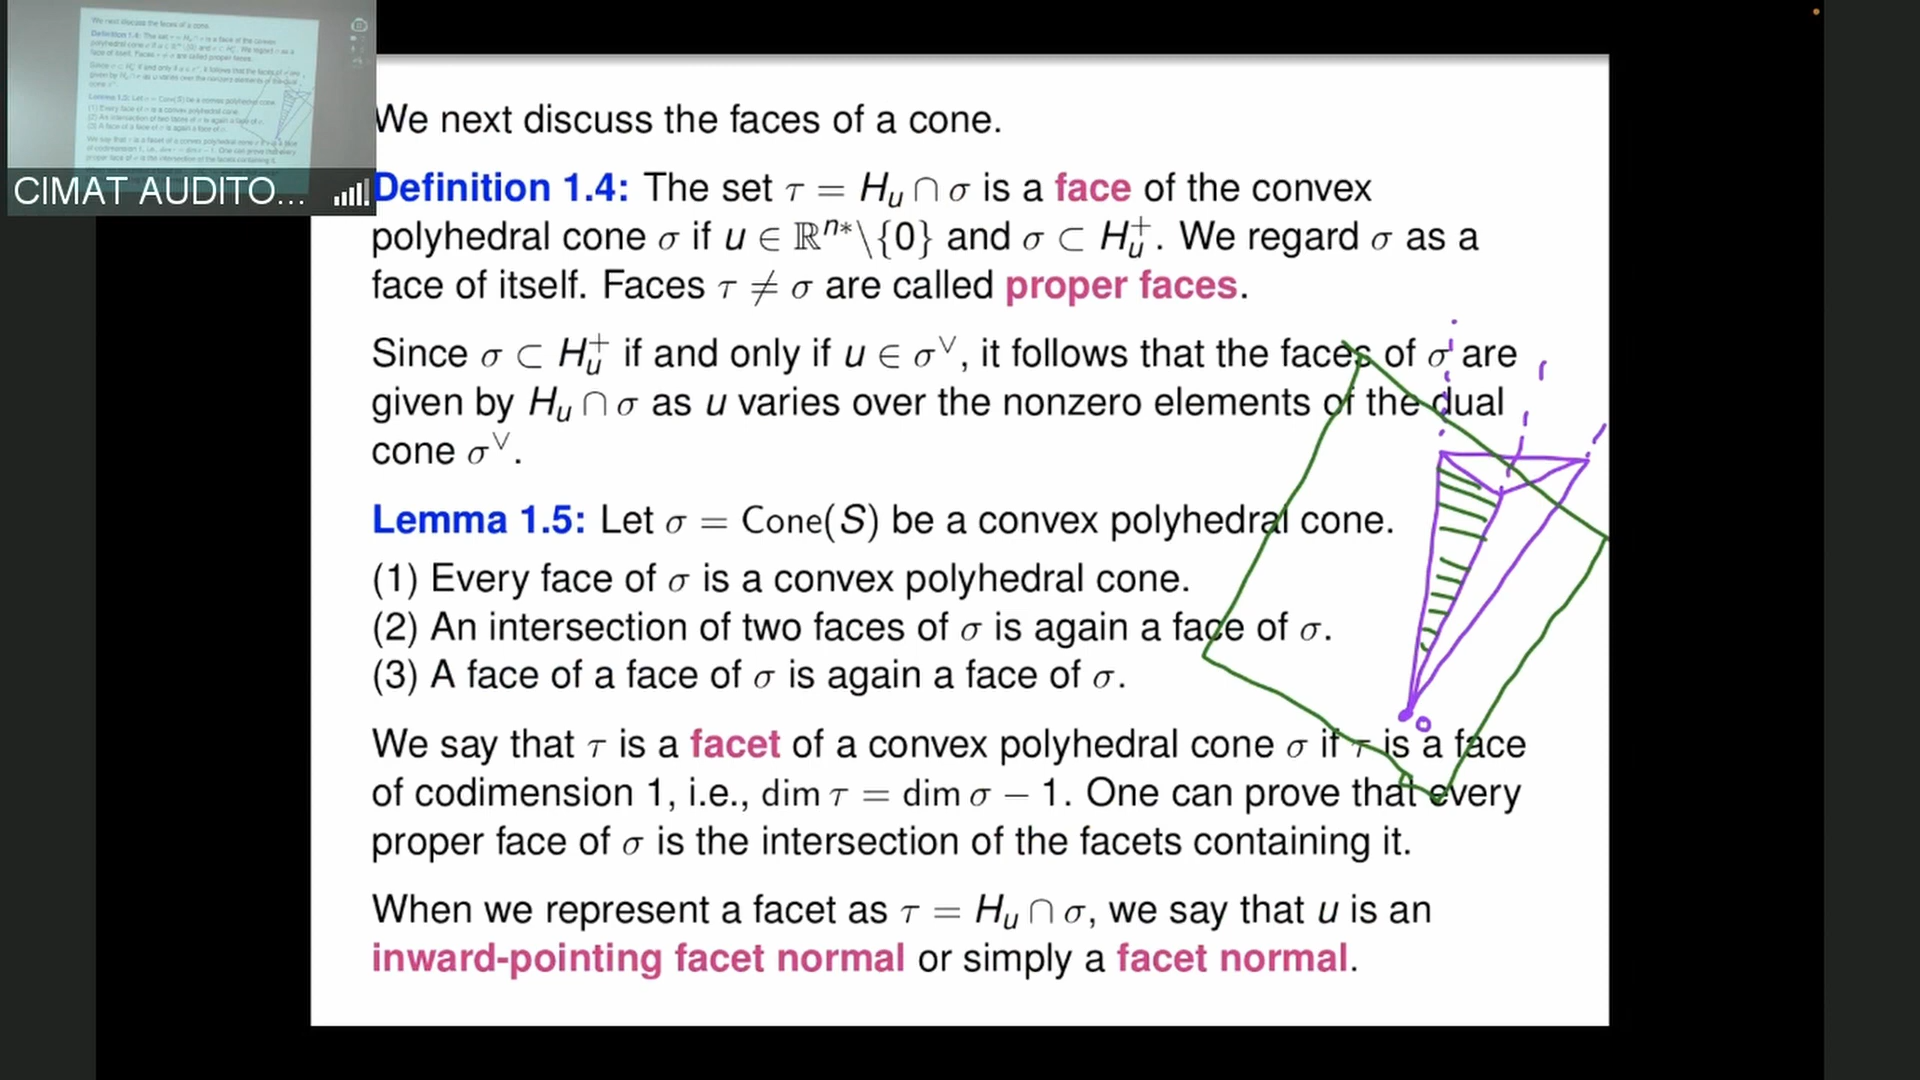 We next discuss the faces of a cone.
Definition 1.4: The set τ = Hᵤ ∩ σ is a face of the convex
polyhedral cone σ if u ∈ ℝⁿ*\{0} and σ ⊂ Hᵤ⁺. We regard σ as a
face of itself. Faces τ ≠ σ are called proper faces.
Since σ ⊂ Hᵤ⁺ if and only if u ∈ σ^∨, it follows that the faces of σ are
given by Hᵤ ∩ σ as u varies over the nonzero elements of the dual
cone σ^∨.
Lemma 1.5: Let σ = Cone(S) be a convex polyhedral cone.
(1) Every face of σ is a convex polyhedral cone.
(2) An intersection of two faces of σ is again a face of σ.
(3) A face of a face of σ is again a face of σ.
We say that τ is a facet of a convex polyhedral cone σ if τ is a face
of codimension 1, i.e., dim τ = dim σ − 1. One can prove that every
proper face of σ is the intersection of the facets containing it.
When we represent a facet as τ = Hᵤ ∩ σ, we say that u is an
inward-pointing facet normal or simply a facet normal.
CIMAT AUDITO...
0